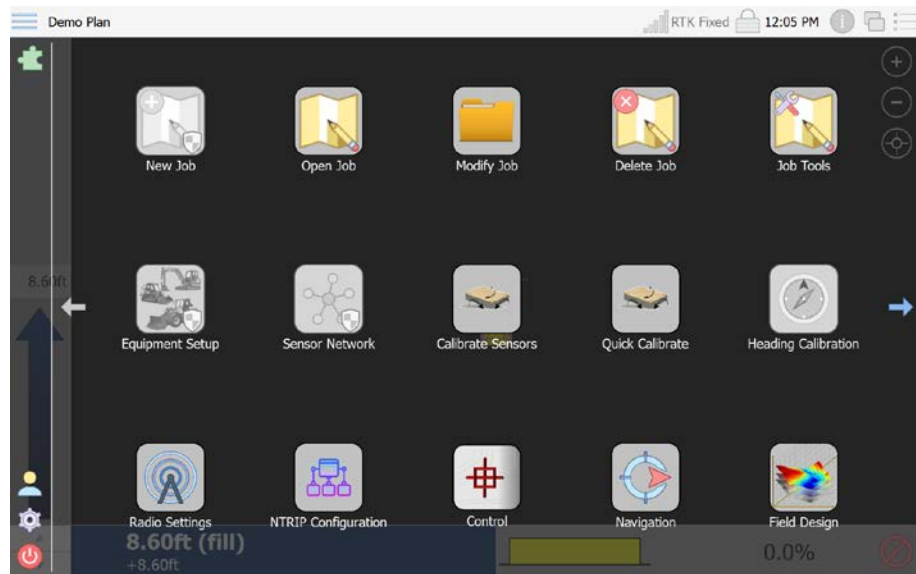 Demo Plan RTK Fixed 12:05 PM
New Job Open Job Modify Job Delete Job Job Tools
8.60ft
Equipment Setup Sensor Network Calibrate Sensors Quick Calibrate Heading Calibration
Radio Settings NTRIP Configuration Control Navigation Field Design
8.60ft (fill) 0.0%
+8.60ft